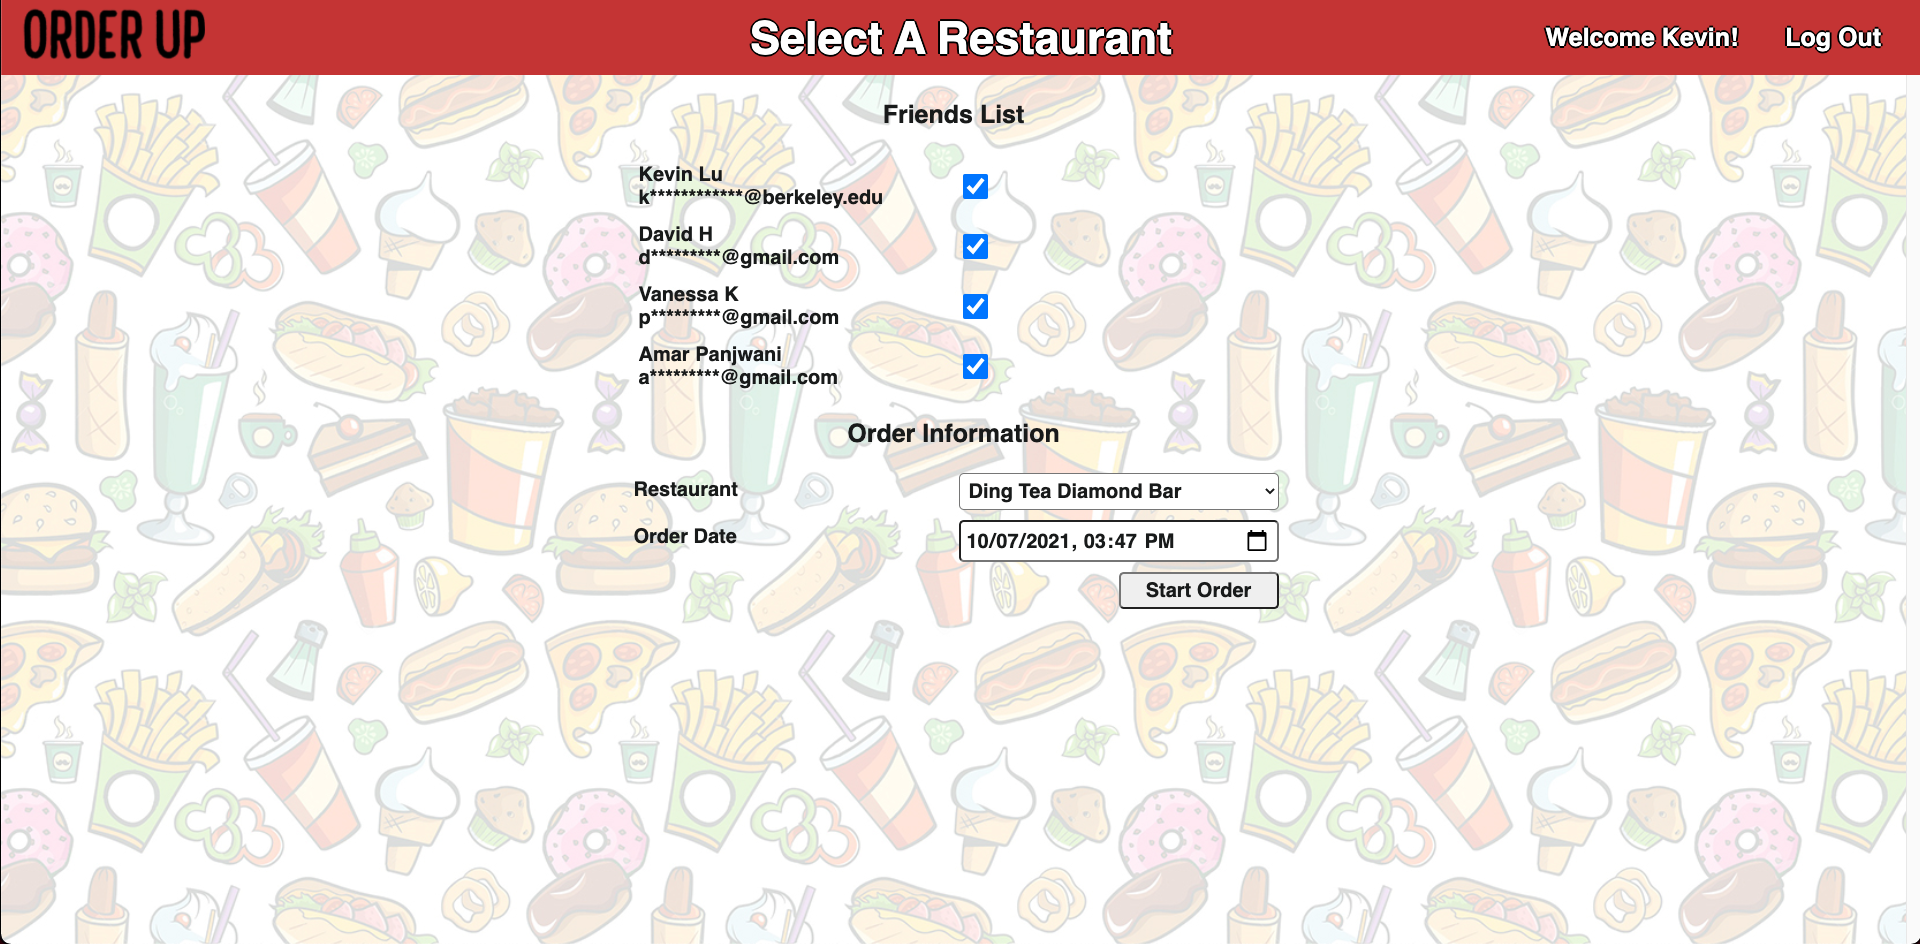 ORDER UP
Select A Restaurant
Welcome Kevin!
Log Out
Friends List
Kevin Lu
k************@berkeley.edu
David H
d*********@gmail.com
Vanessa K
p*********@gmail.com
Amar Panjwani
a*********@gmail.com
Order Information
Restaurant
Ding Tea Diamond Bar
Order Date
10/07/2021, 03:47 PM
Start Order